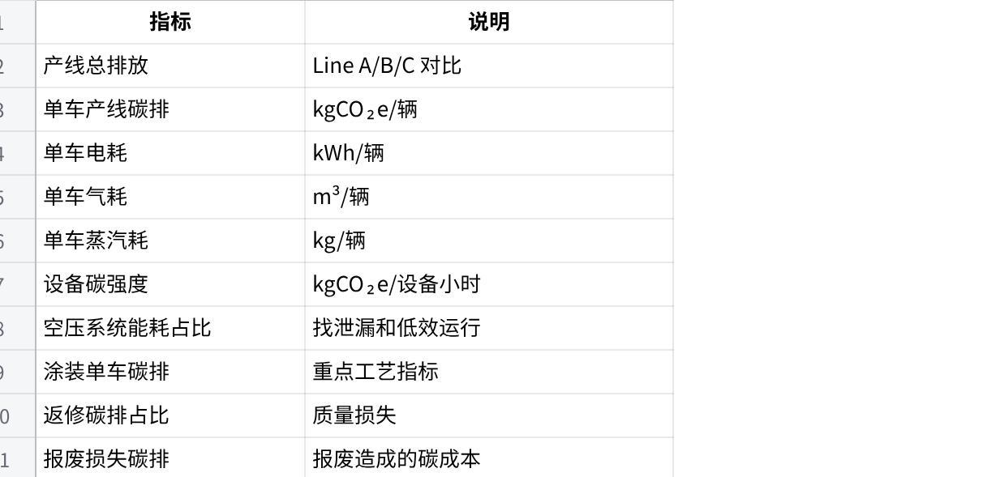 指标 说明
产线总排放 Line A/B/C 对比
单车产线碳排 kgCO₂e/辆
单车电耗 kWh/辆
单车气耗 m³/辆
单车蒸汽耗 kg/辆
设备碳强度 kgCO₂e/设备小时
空压系统能耗占比 找泄漏和低效运行
涂装单车碳排 重点工艺指标
返修碳排占比 质量损失
报废损失碳排 报废造成的碳成本